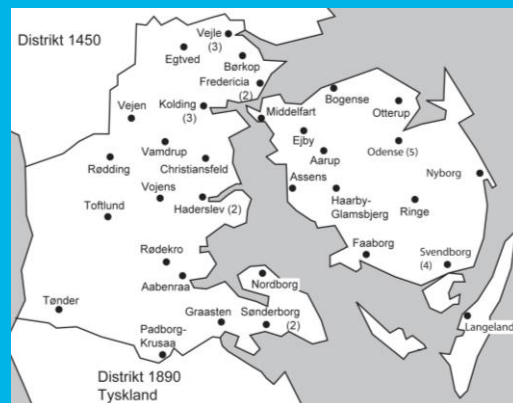 Distrikt 1450
Vejle
(3)
Egtved
Børkop
Fredericia
(2)
Kolding
(3)
Vejen
Middelfart
Bogense
Otterup
Ejby
Vamdrup
Christiansfeld
Rødding
Aarup
Odense (5)
Nyborg
Assens
Haarby-
Glamsbjerg
Vojens
Haderslev (2)
Toftlund
Ringe
Faaborg
Svendborg
(4)
Rødekro
Aabenraa
Nordborg
Tønder
Graasten
Sønderborg
(2)
Langeland
Padborg-
Krusaa
Distrikt 1890
Tyskland